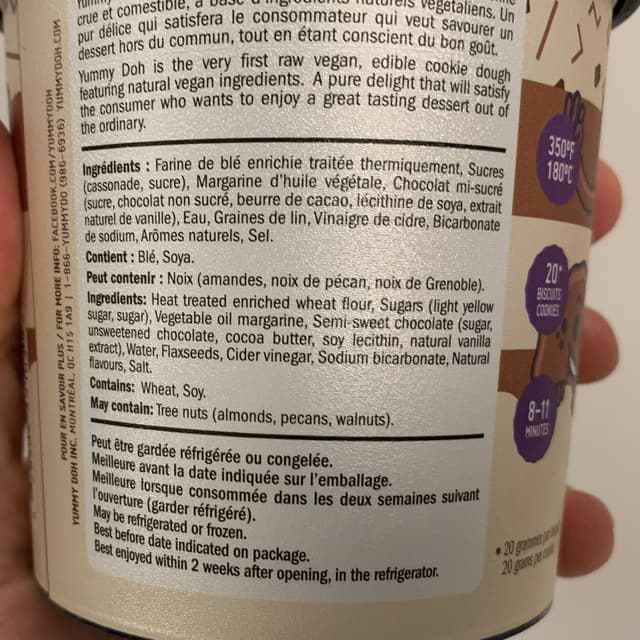 crue et comestible, à base d'ingrédients naturels végétaliens. Un
pur délice qui satisfera le consommateur qui veut savourer un
dessert hors du commun, tout en étant conscient du bon goût.
Yummy Doh is the very first raw vegan, edible cookie dough
featuring natural vegan ingredients. A pure delight that will satisfy
the consumer who wants to enjoy a great tasting dessert out of
the ordinary.
Ingrédients : Farine de blé enrichie traitée thermiquement, Sucres
(cassonade, sucre), Margarine d'huile végétale, Chocolat mi-sucré
(sucre, chocolat non sucré, beurre de cacao, lécithine de soya, extrait
naturel de vanille), Eau, Graines de lin, Vinaigre de cidre, Bicarbonate
de sodium, Arômes naturels, Sel.
Contient : Blé, Soya.
Peut contenir : Noix (amandes, noix de pécan, noix de Grenoble).
Ingredients: Heat treated enriched wheat flour, Sugars (light yellow
sugar, sugar), Vegetable oil margarine, Semi-sweet chocolate (sugar,
unsweetened chocolate, cocoa butter, soy lecithin, natural vanilla
extract), Water, Flaxseeds, Cider vinegar, Sodium bicarbonate, Natural
flavours, Salt.
Contains: Wheat, Soy.
May contain: Tree nuts (almonds, pecans, walnuts).
Peut être gardée réfrigérée ou congelée.
Meilleure avant la date indiquée sur l'emballage.
Meilleure lorsque consommée dans les deux semaines suivant
l'ouverture (garder réfrigéré).
May be refrigerated or frozen.
Best before date indicated on package.
Best enjoyed within 2 weeks after opening, in the refrigerator.
POUR EN SAVOIR PLUS / FOR MORE INFO: FACEBOOK.COM/YUMMYDOH
YUMMY DOH INC. MONTRÉAL, QC H1S 1A9 | 1-866-YUMMYDO (986-6936) YUMMYDOH.COM
350°F
180°C
20*
BISCUITS
COOKIES
8-11
MINUTES
* 20 grammes
20 grams per